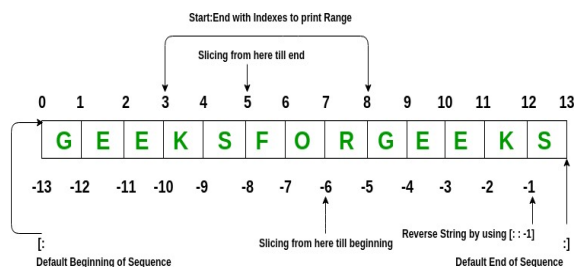 Start:End with Indexes to print Range
Slicing from here till end
0 1 2 3 4 5 6 7 8 9 10 11 12 13
G E E K S F O R G E E K S
-13 -12 -11 -10 -9 -8 -7 -6 -5 -4 -3 -2 -1
[: Slicing from here till beginning Reverse String by using [: : -1] :]
Default Beginning of Sequence Default End of Sequence